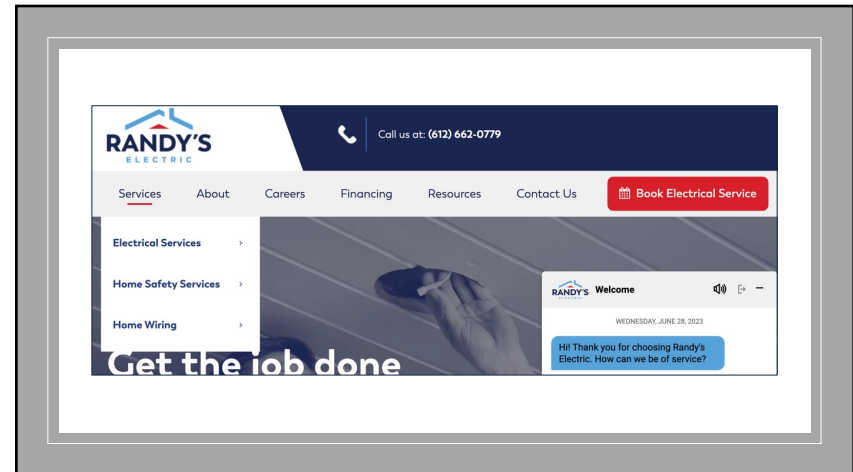 RANDY'S
ELECTRIC
Call us at: (612) 662-0779
Services About Careers Financing Resources Contact Us Book Electrical Service
Electrical Services ›
Home Safety Services ›
Home Wiring ›
Get the job done
RANDY'S
ELECTRIC
Welcome
WEDNESDAY, JUNE 28, 2023
Hi! Thank you for choosing Randy's
Electric. How can we be of service?